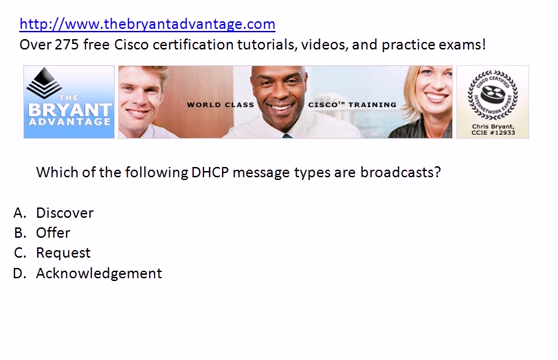 http://www.thebryantadvantage.com
Over 275 free Cisco certification tutorials, videos, and practice exams!
THE
BRYANT
ADVANTAGE
WORLD CLASS CISCO™ TRAINING
Chris Bryant,
CCIE #12933
Which of the following DHCP message types are broadcasts?
A. Discover
B. Offer
C. Request
D. Acknowledgement